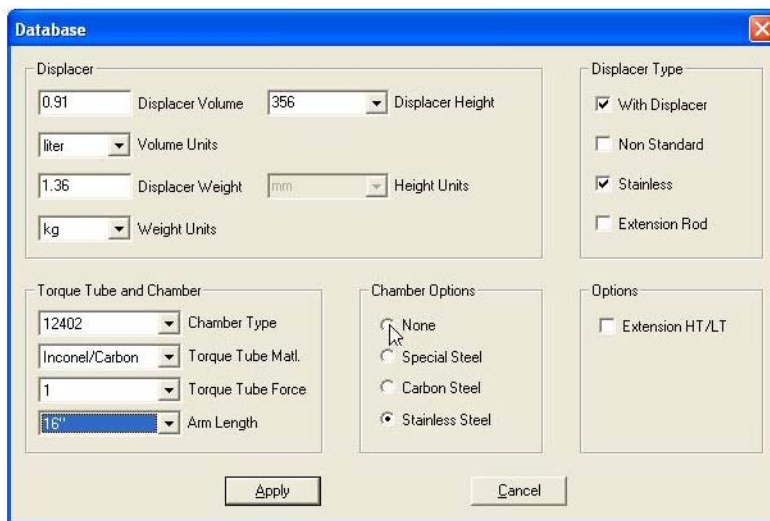 Database
Displacer
0.91 Displacer Volume 356 Displacer Height
liter Volume Units
1.36 Displacer Weight mm Height Units
kg Weight Units
Displacer Type
With Displacer
Non Standard
Stainless
Extension Rod
Torque Tube and Chamber
12402 Chamber Type
Inconel/Carbon Torque Tube Matl.
1 Torque Tube Force
16" Arm Length
Chamber Options
None
Special Steel
Carbon Steel
Stainless Steel
Options
Extension HT/LT
Apply Cancel